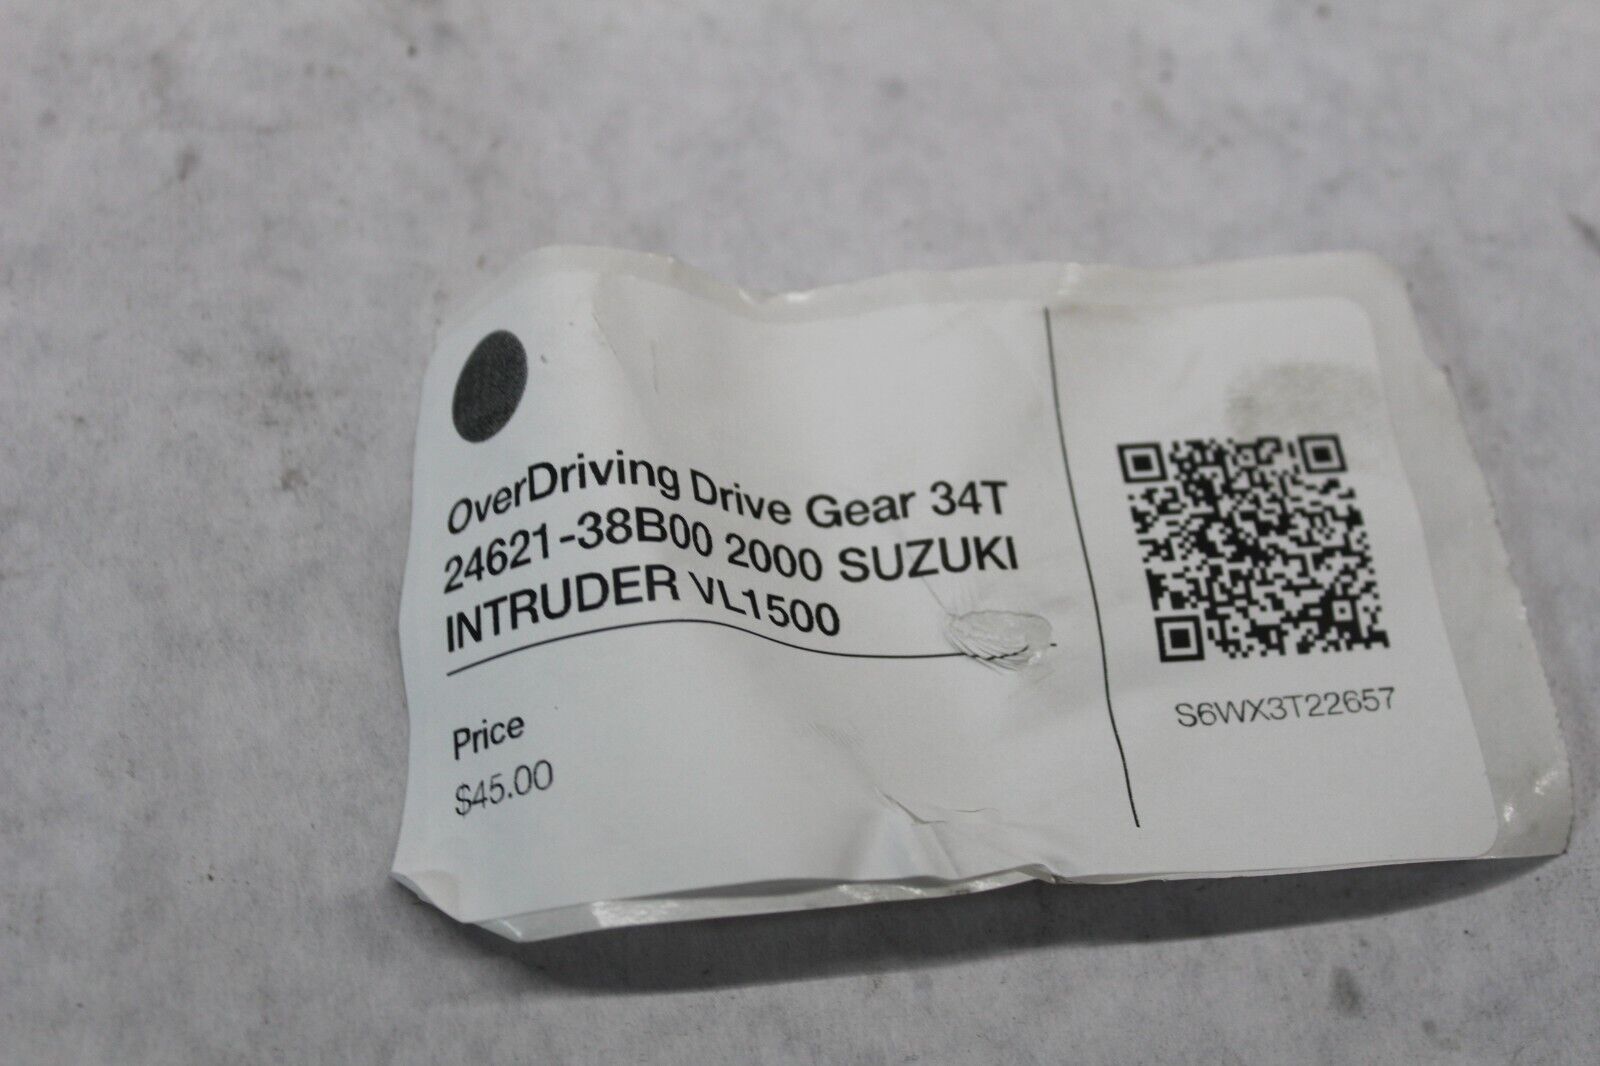 OverDriving Drive Gear 34T
24621-38B00 2000 SUZUKI
INTRUDER VL1500
Price
$45.00
S6WX3T22657